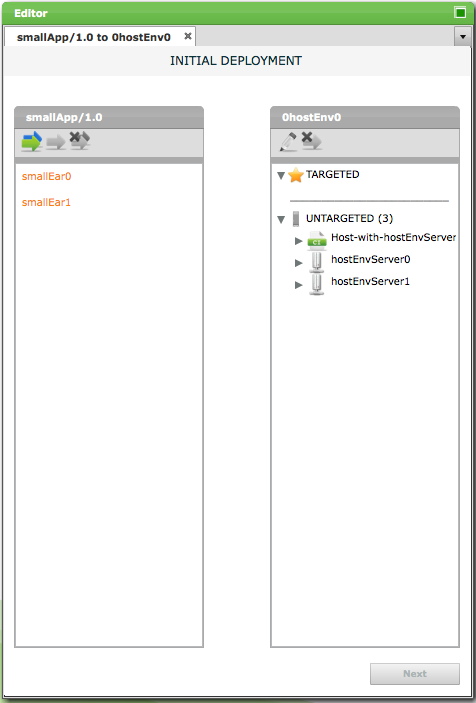 Editor
smallApp/1.0 to 0hostEnv0
INITIAL DEPLOYMENT
smallApp/1.0
smallEar0
smallEar1
0hostEnv0
TARGETED
UNTARGETED (3)
CI
Host-with-hostEnvServer
hostEnvServer0
hostEnvServer1
Next